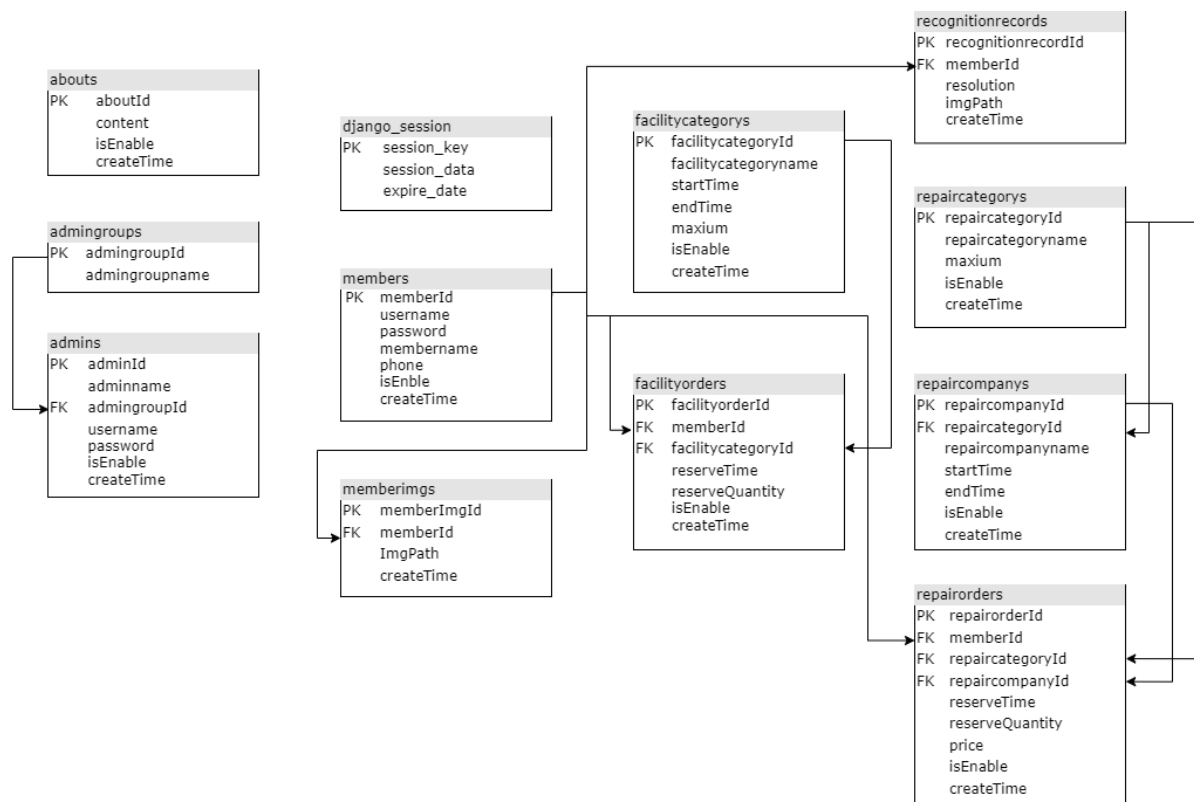 abouts
PK aboutId
content
isEnable
createTime
admingroups
PK admingroupId
admingroupname
admins
PK adminId
adminname
FK admingroupId
username
password
isEnable
createTime
django_session
PK session_key
session_data
expire_date
members
PK memberId
username
password
membername
phone
isEnble
createTime
memberimgs
PK memberImgId
FK memberId
ImgPath
createTime
facilitycategorys
PK facilitycategoryId
facilitycategoryname
startTime
endTime
maxium
isEnable
createTime
facilityorders
PK facilityorderId
FK memberId
FK facilitycategoryId
reserveTime
reserveQuantity
isEnable
createTime
recognitionrecords
PK recognitionrecordId
FK memberId
resolution
imgPath
createTime
repaircategorys
PK repaircategoryId
repaircategoryname
maxium
isEnable
createTime
repaircompanys
PK repaircompanyId
FK repaircategoryId
repaircompanyname
startTime
endTime
isEnable
createTime
repairorders
PK repairorderId
FK memberId
FK repaircategoryId
FK repaircompanyId
reserveTime
reserveQuantity
price
isEnable
createTime